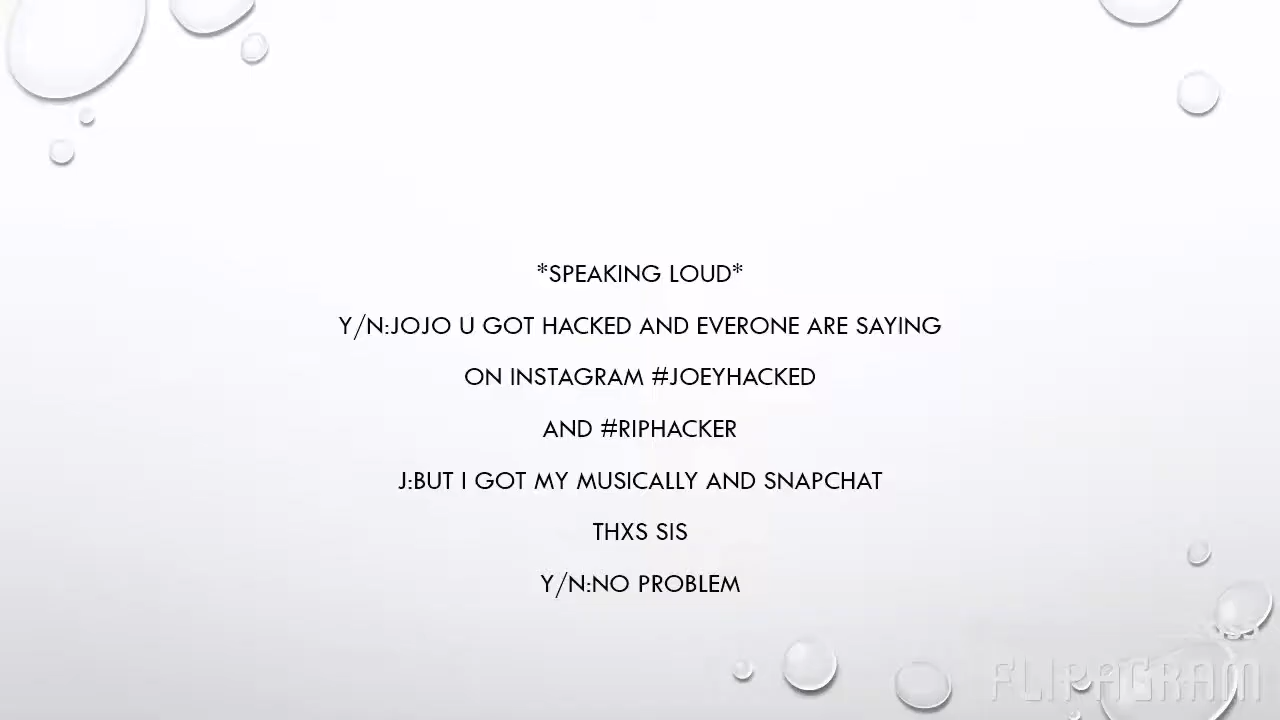 *SPEAKING LOUD*
Y/N:JOJO U GOT HACKED AND EVERONE ARE SAYING
ON INSTAGRAM #JOEYHACKED
AND #RIPHACKER
J:BUT I GOT MY MUSICALLY AND SNAPCHAT
THXS SIS
Y/N:NO PROBLEM
FLIPAGRAM